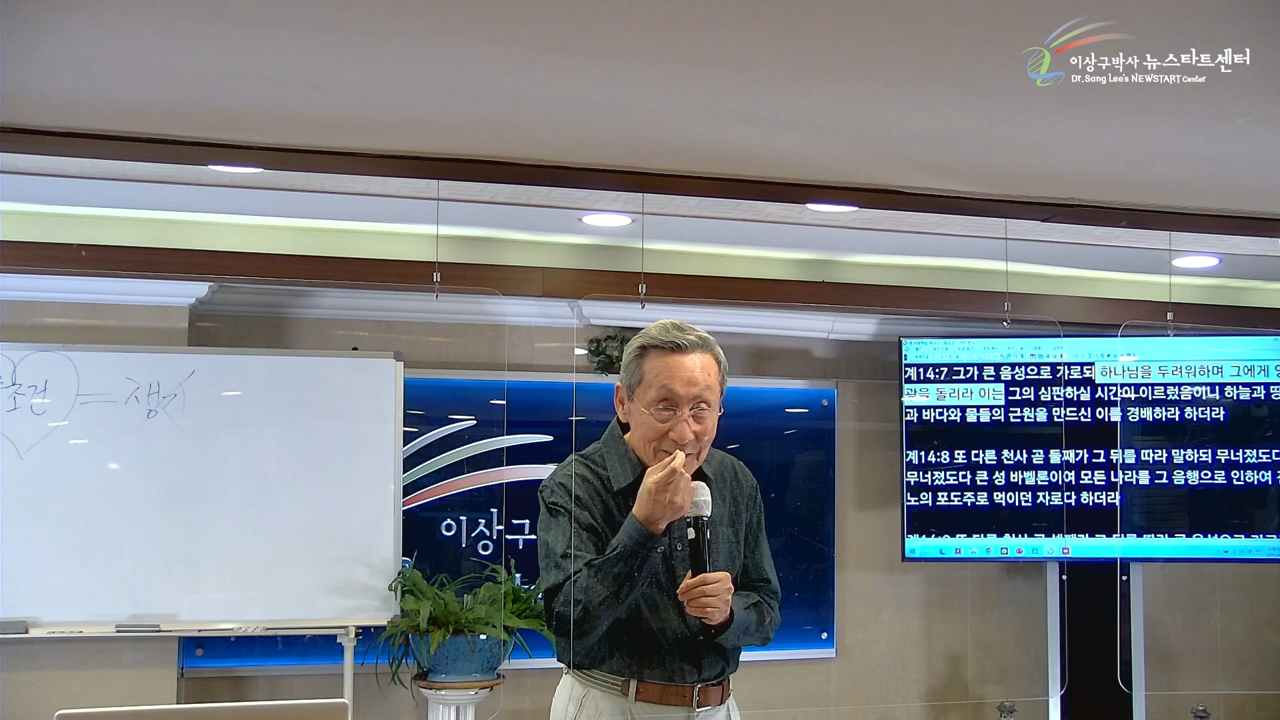 이상구박사 뉴스타트센터
Dr. Sang Lee's NEWSTART Center
조건 = 쟁
이상구
계14:7 그가 큰 음성으로 가로되 하나님을 두려워하며 그에게 영
광을 돌리라 이는 그의 심판하실 시간이 이르렀음이니 하늘과 땅
과 바다와 물들의 근원을 만드신 이를 경배하라 하더라
계14:8 또 다른 천사 곧 둘째가 그 뒤를 따라 말하되 무너졌도다
무너졌도다 큰 성 바벨론이여 모든 나라를 그 음행으로 인하여 진
노의 포도주로 먹이던 자로다 하더라